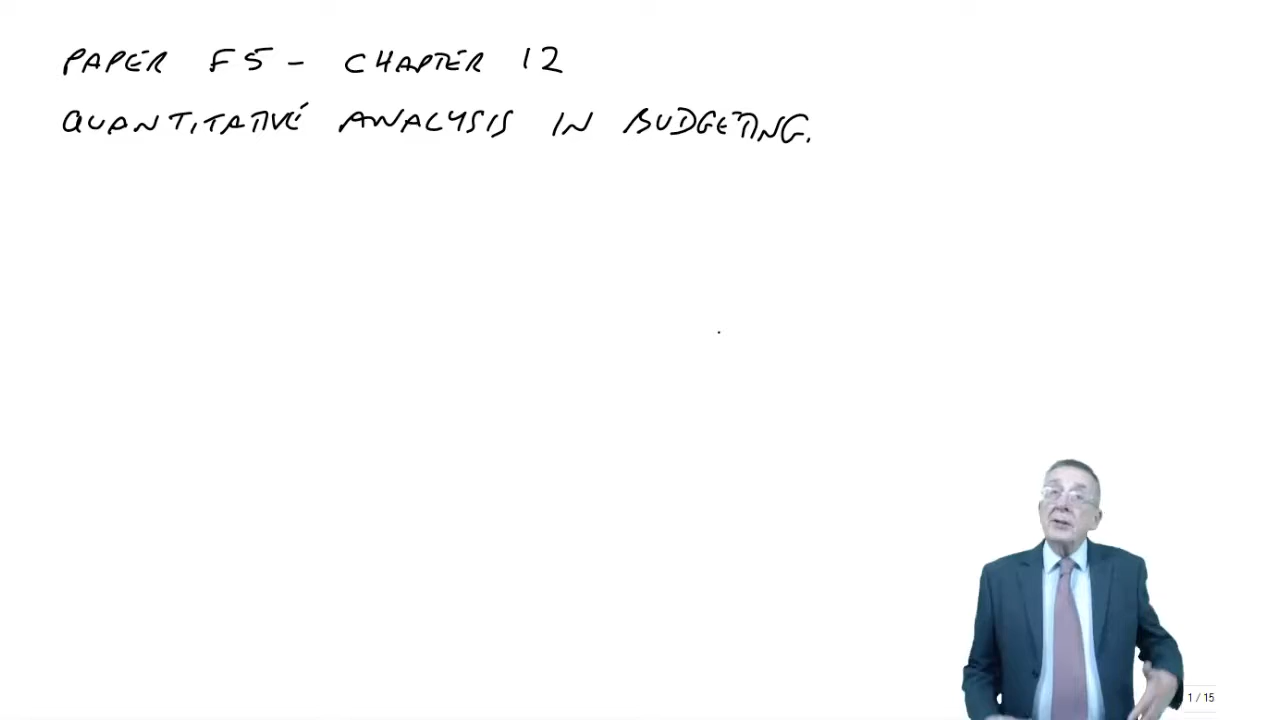 PAPER F5 - CHAPTER 12
QUANTITATIVE ANALYSIS IN BUDGETING.
1 / 15